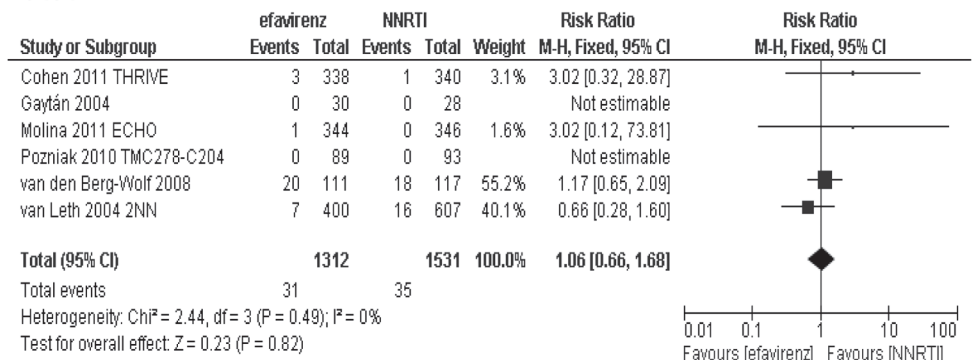 efavirenz NNRTI Risk Ratio Risk Ratio
Study or Subgroup Events Total Events Total Weight M-H, Fixed, 95% CI M-H, Fixed, 95% CI
Cohen 2011 THRIVE 3 338 1 340 3.1% 3.02 [0.32, 28.87]
Gaytán 2004 0 30 0 28 Not estimable
Molina 2011 ECHO 1 344 0 346 1.6% 3.02 [0.12, 73.81]
Pozniak 2010 TMC278-C204 0 89 0 93 Not estimable
van den Berg-Wolf 2008 20 111 18 117 55.2% 1.17 [0.65, 2.09]
van Leth 2004 2NN 7 400 16 607 40.1% 0.66 [0.28, 1.60]
Total (95% CI) 1312 1531 100.0% 1.06 [0.66, 1.68]
Total events 31 35
Heterogeneity: Chi² = 2.44, df = 3 (P = 0.49); I² = 0%
Test for overall effect: Z = 0.23 (P = 0.82)
0.01 0.1 1 10 100
Favours [efavirenz] Favours [NNRTI]